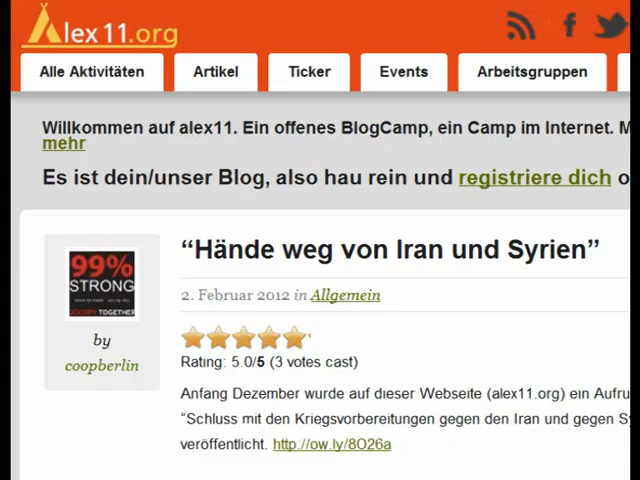 Alex11.org
Alle Aktivitäten Artikel Ticker Events Arbeitsgruppen
Willkommen auf alex11. Ein offenes BlogCamp, ein Camp im Internet. M
mehr
Es ist dein/unser Blog, also hau rein und registriere dich o
“Hände weg von Iran und Syrien”
2. Februar 2012 in Allgemein
99%
STRONG
TOGETHER
by
coopberlin
Rating: 5.0/5 (3 votes cast)
Anfang Dezember wurde auf dieser Webseite (alex11.org) ein Aufru
“Schluss mit den Kriegsvorbereitungen gegen den Iran und gegen Sy
veröffentlicht. http://ow.ly/8O26a